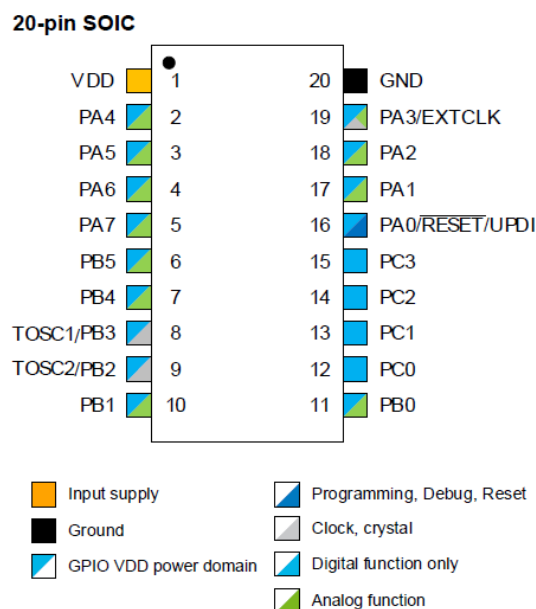 20-pin SOIC
VDD 1 20 GND
PA4 2 19 PA3/EXTCLK
PA5 3 18 PA2
PA6 4 17 PA1
PA7 5 16 PA0/RESET/UPDI
PB5 6 15 PC3
PB4 7 14 PC2
TOSC1/PB3 8 13 PC1
TOSC2/PB2 9 12 PC0
PB1 10 11 PB0
Input supply Programming, Debug, Reset
Ground Clock, crystal
GPIO VDD power domain Digital function only
Analog function